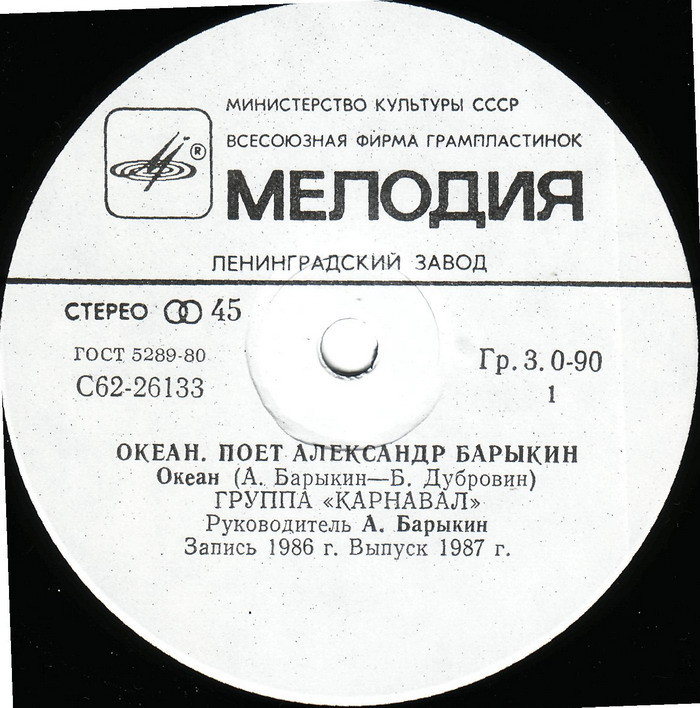 МИНИСТЕРСТВО КУЛЬТУРЫ СССР
ВСЕСОЮЗНАЯ ФИРМА ГРАМПЛАСТИНОК
®
МЕЛОДИЯ
ЛЕНИНГРАДСКИЙ ЗАВОД
СТЕРЕО 45
ГОСТ 5289-80
С62-26133
Гр. 3. 0-90
1
ОКЕАН. ПОЕТ АЛЕКСАНДР БАРЫКИН
Океан (А. Барыкин—Б. Дубровин)
ГРУППА «КАРНАВАЛ»
Руководитель А. Барыкин
Запись 1986 г. Выпуск 1987 г.